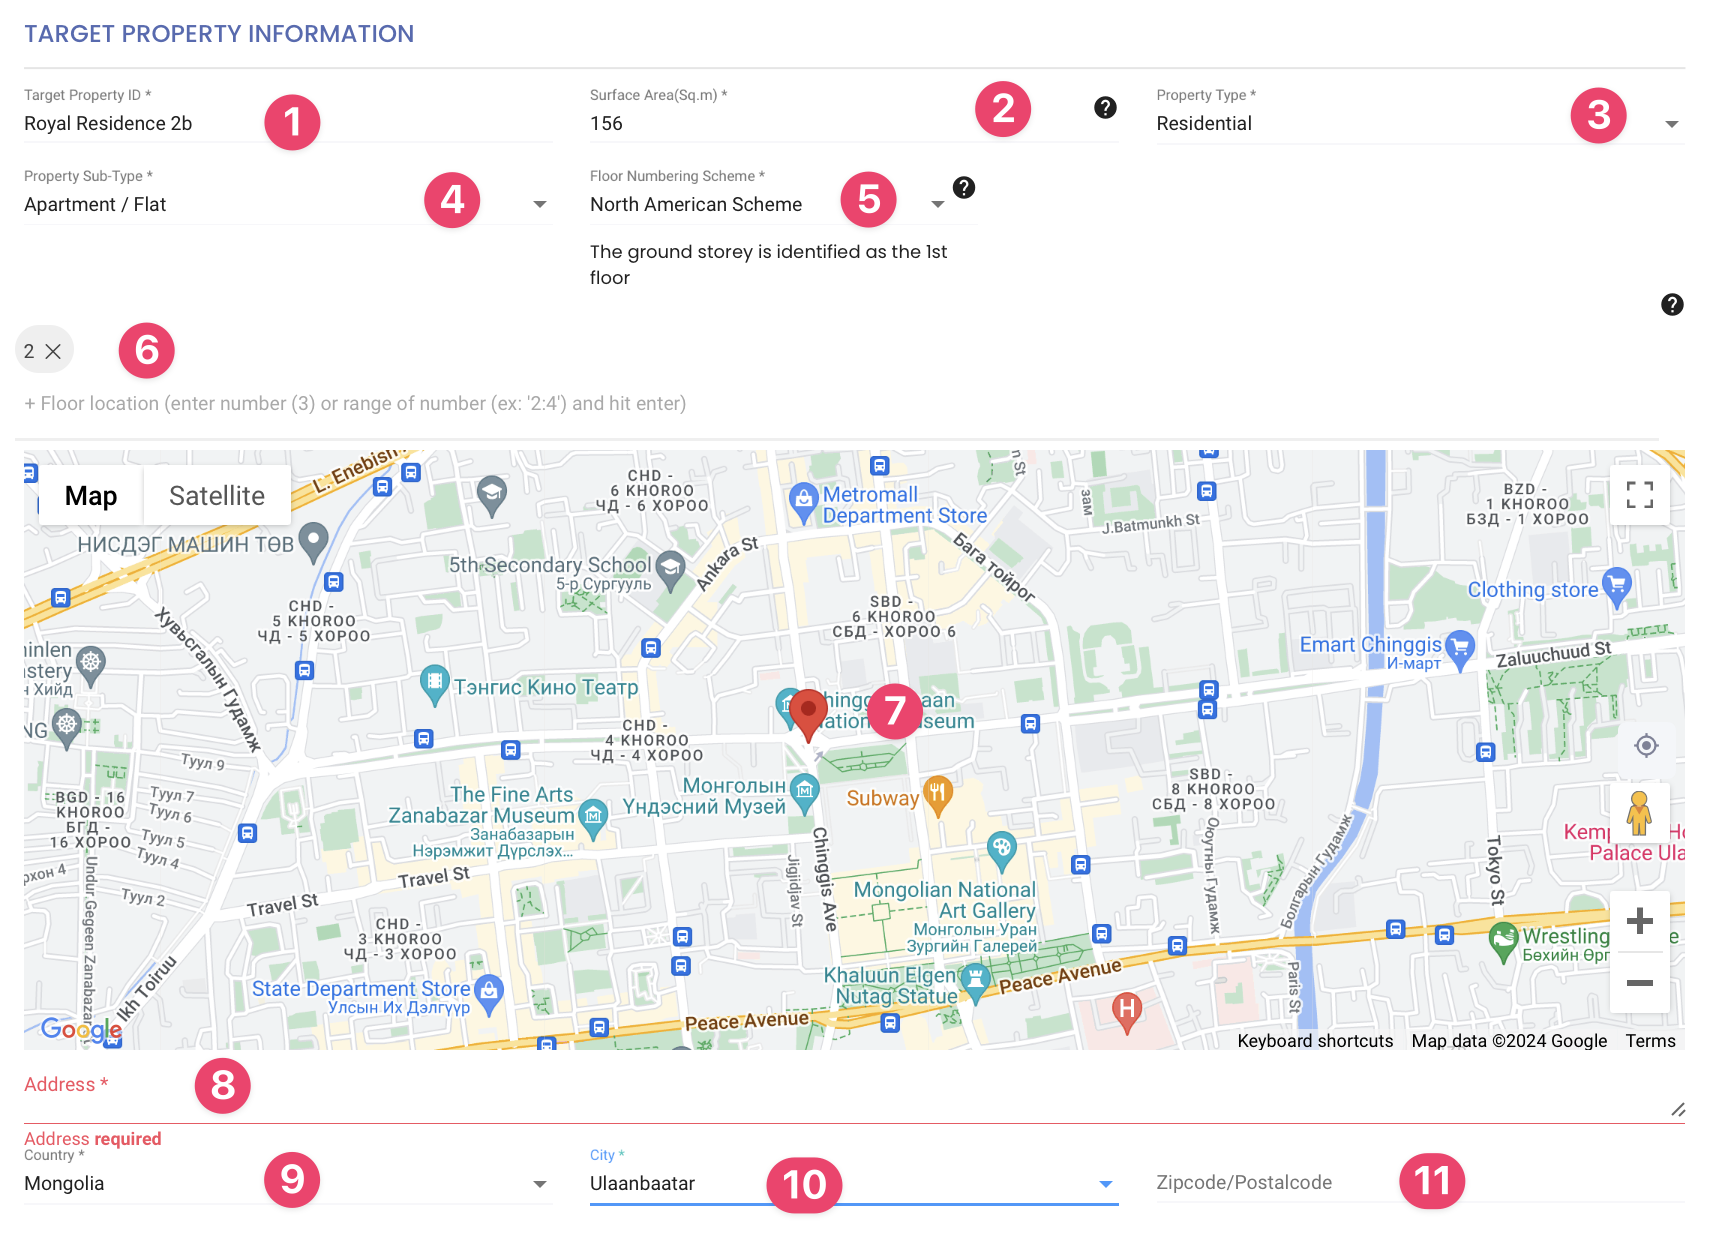 TARGET PROPERTY INFORMATION
Target Property ID *
Royal Residence 2b
1
Surface Area(Sq.m) *
156
2
?
Property Type *
Residential
3
Property Sub-Type *
Apartment / Flat
4
Floor Numbering Scheme *
North American Scheme
5
?
The ground storey is identified as the 1st
floor
?
2
6
+ Floor location (enter number (3) or range of number (ex: '2:4') and hit enter)
Map
Satellite
L. Enebish
CHD -
6 KHOROO
ЧД - 6 ХОРОО
Metromall
Department Store
зам
J.Batmunkh St
BZD -
1 KHOROO
БЗД - 1 ХОРОО
НИСДЭГ МАШИН ТӨВ
5th Secondary School
5-р Сургууль
Ankara St
Бага тойрог
Clothing store
CHD -
5 KHOROO
ЧД - 5 ХОРОО
Хувьсгалын Гудамж
SBD -
6 KHOROO
СБД - ХОРОО 6
Emart Chinggis
И-март
Zaluuchuud St
Тэнгис Кино Театр
7
CHD -
4 KHOROO
ЧД - 4 ХОРОО
Туул 9
Туул 7
Туул 6
Туул 5
Туул 4
Туул 2
BGD - 16
KHOROO
БГД -
16 ХОРОО
The Fine Arts
Zanabazar Museum
Занабазарын
Нэрэмжит Дүрслэх...
Монголын
Үндэсний Музей
Subway
SBD -
8 KHOROO
СБД - 8 ХОРОО
Оюутны Гудамж
Болгарын Гудамж
Tokyo St
Undur Gegeen Zanabazar
Travel St
Travel St
Jigjidjav St
Chinggis Ave
Mongolian National
Art Gallery
Монголын Уран
Зургийн Галерей
CHD -
3 KHOROO
ЧД - 3 ХОРОО
Wrestling
Бөхийн Өрг
Ikh Toiruu
State Department Store
Улсын Их Дэлгүүр
Khaluun Elgen
Nutag Statue
Peace Avenue
Peace Avenue
Paris St
H
Google
Keyboard shortcuts
Map data ©2024 Google
Terms
Address *
8
Address required
Country *
Mongolia
9
City *
Ulaanbaatar
10
Zipcode/Postalcode
11